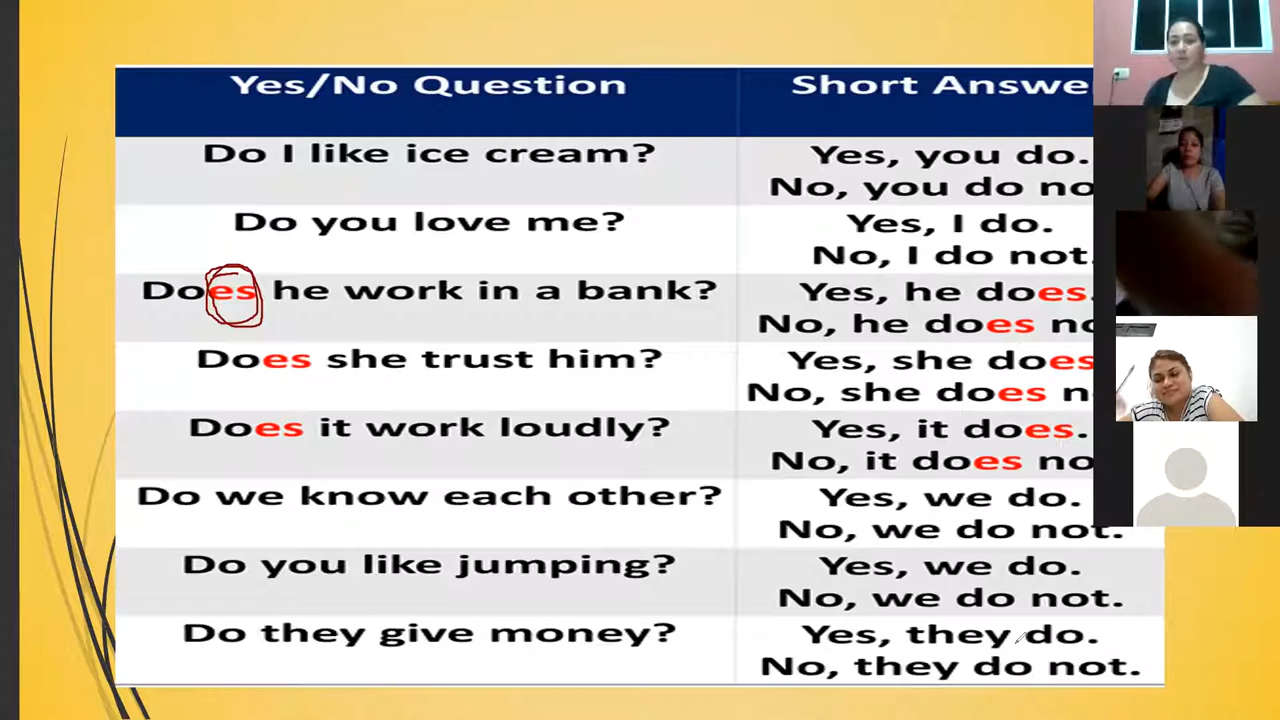 Yes/No Question
Short Answe
Do I like ice cream?
Yes, you do.
No, you do no
Do you love me?
Yes, I do.
No, I do not.
Does he work in a bank?
Yes, he does.
No, he does no
Does she trust him?
Yes, she does
No, she does n
Does it work loudly?
Yes, it does.
No, it does no
Do we know each other?
Yes, we do.
No, we do not.
Do you like jumping?
Yes, we do.
No, we do not.
Do they give money?
Yes, they do.
No, they do not.